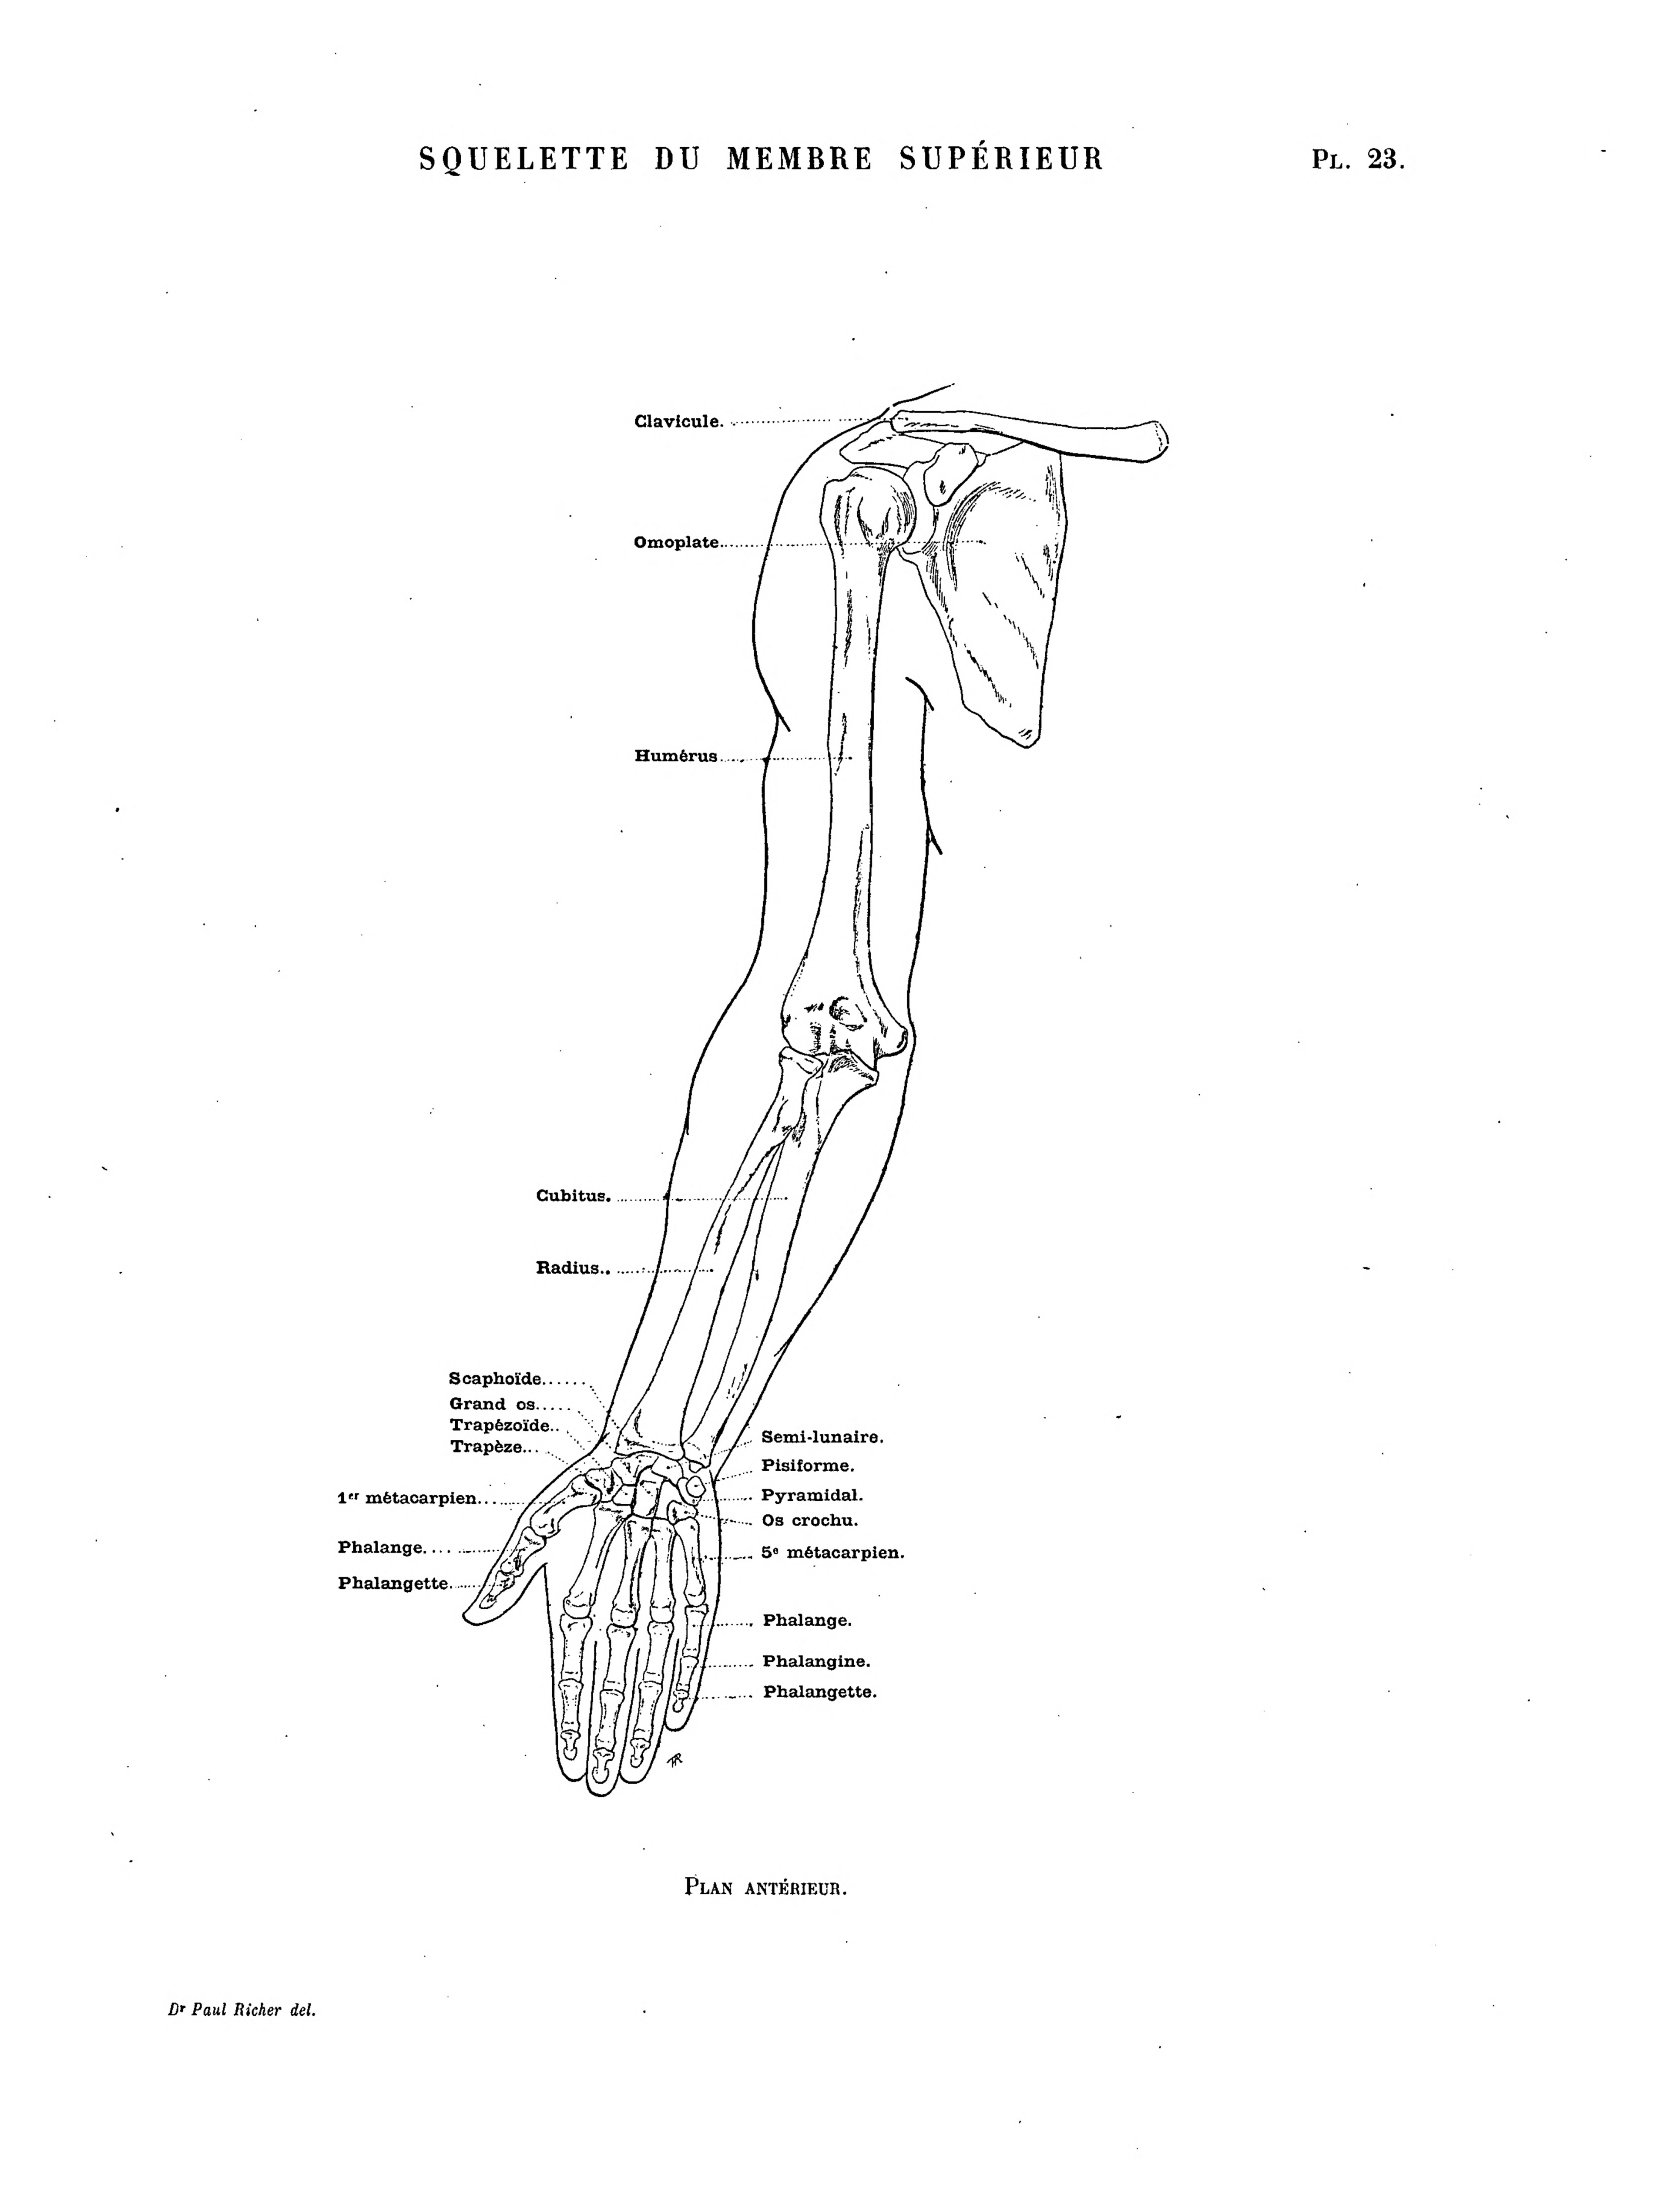 SQUELETTE DU MEMBRE SUPÉRIEUR
PL. 23.
Clavicule.
Omoplate
Humérus
Cubitus.
Radius..
Scaphoïde
Grand os
Trapézoïde
Trapèze
1er métacarpien
Phalange
Phalangette
Semi-lunaire.
Pisiforme.
Pyramidal.
Os crochu.
5e métacarpien.
Phalange.
Phalangine.
Phalangette.
PR
PLAN ANTÉRIEUR.
Dr Paul Richer del.